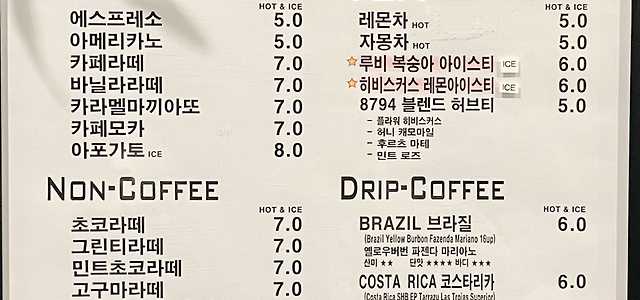 HOT & ICE
에스프레소 5.0
아메리카노 5.0
카페라떼 7.0
바닐라라떼 7.0
카라멜마끼아또 7.0
카페모카 7.0
아포가토 ICE 8.0
NON-COFFEE
HOT & ICE
초코라떼 7.0
그린티라떼 7.0
민트초코라떼 7.0
고구마라떼 7.0
HOT & ICE
레몬차 HOT 5.0
자몽차 HOT 5.0
루비 복숭아 아이스티 ICE 6.0
히비스커스 레몬아이스티 ICE 6.0
8794 블렌드 허브티 5.0
- 플라워 히비스커스
- 허니 캐모마일
- 후르츠 마테
- 민트 로즈
DRIP-COFFEE
HOT & ICE
BRAZIL 브라질 6.0
(Brazil Yellow Burbon Fazenda Mariano 16up)
옐로우버번 파젠다 마리아노
산미 ★★ 단맛 ★★★★ 바디 ★★★
COSTA RICA 코스타리카 6.0
(Costa Rica SHB EP Tarrazu Las Trojas Superior)